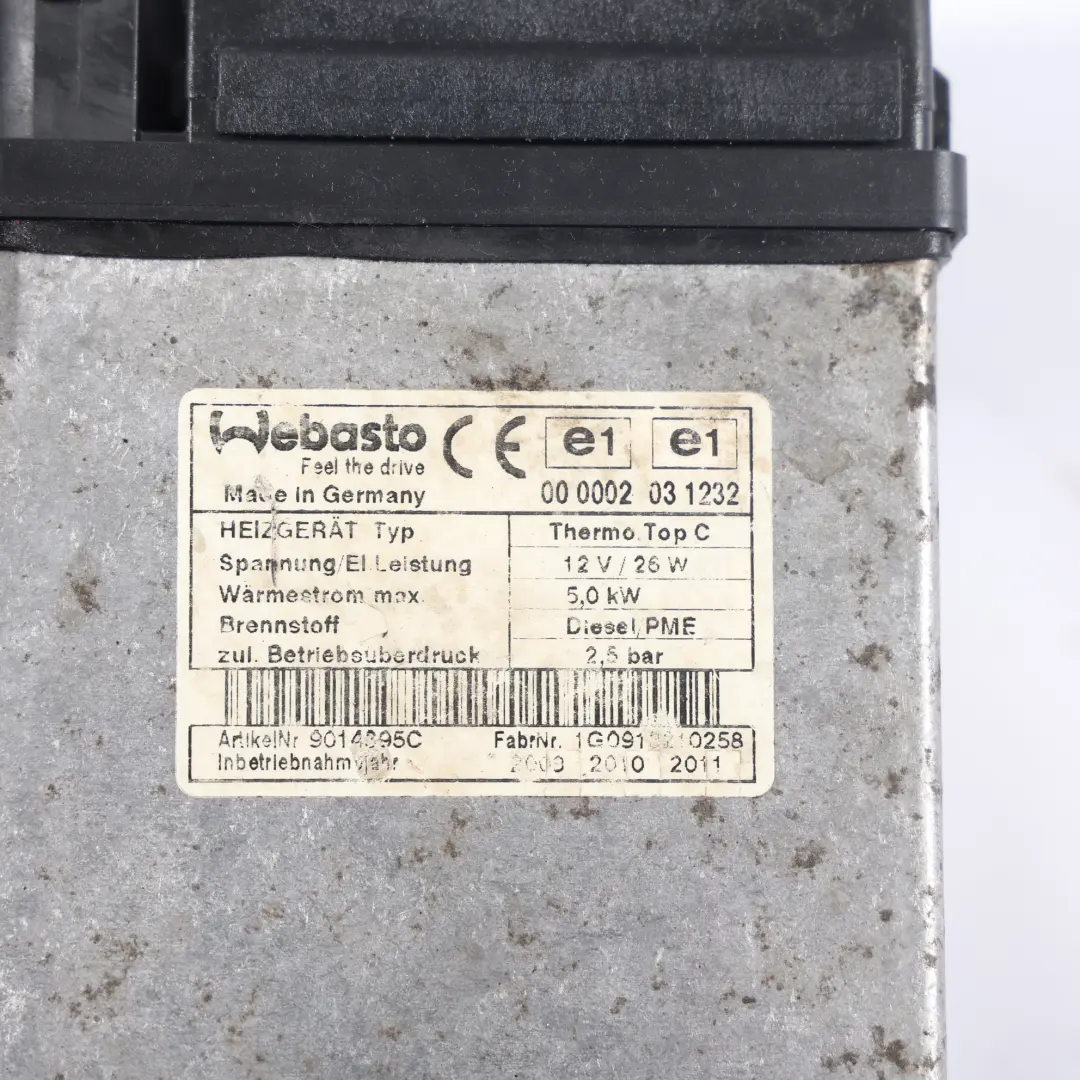 Webasto CE e1 e1
Feel the drive
Made in Germany 00 0002 03 1232
HEIZGERÄT Typ Thermo Top C
Spannung/El.Leistung 12 V / 26 W
Wärmestrom max. 5,0 kW
Brennstoff Diesel/PME
zul. Betriebsüberdruck 2,5 bar
ArtikelNr FabrNr.
Inbetriebnahmejahr 2010 2011